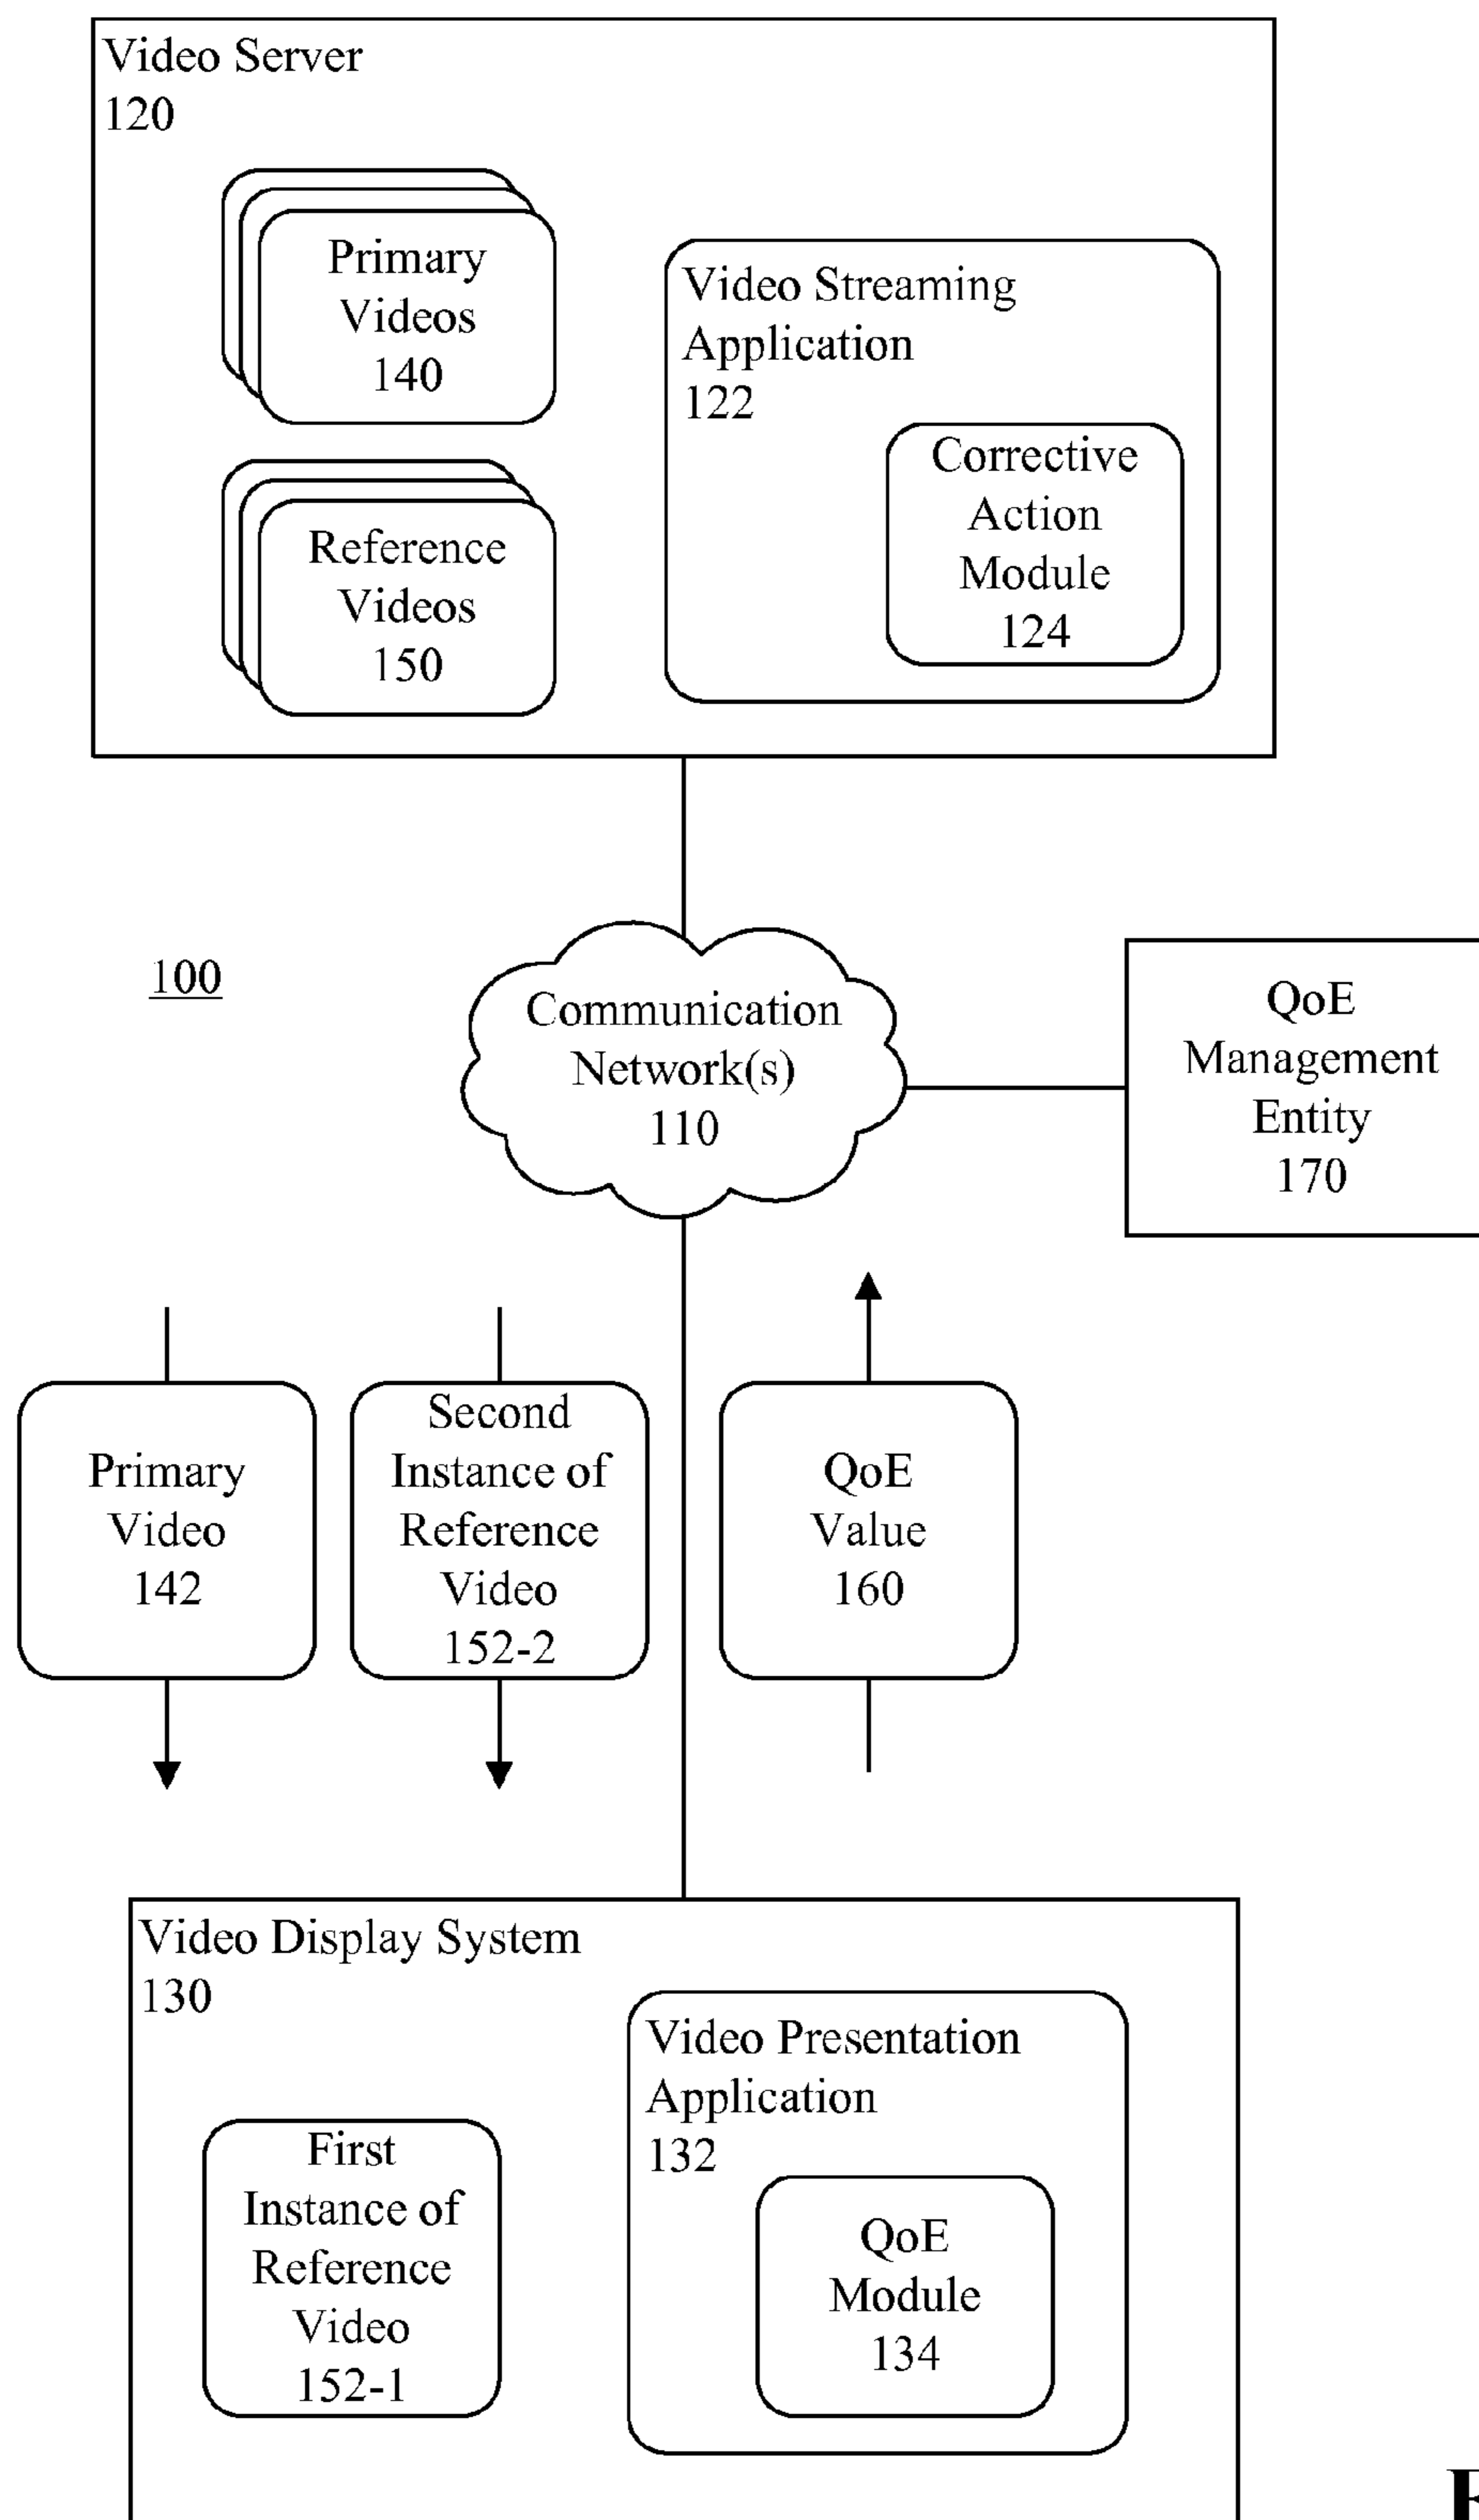 Video Server
120
Primary
Videos
140
Video Streaming
Application
122
Corrective
Action
Module
124
Reference
Videos
150
100
Communication
Network(s)
110
QoE
Management
Entity
170
Primary
Video
142
Second
Instance of
Reference
Video
152-2
QoE
Value
160
Video Display System
130
Video Presentation
Application
132
First
Instance of
Reference
Video
152-1
QoE
Module
134